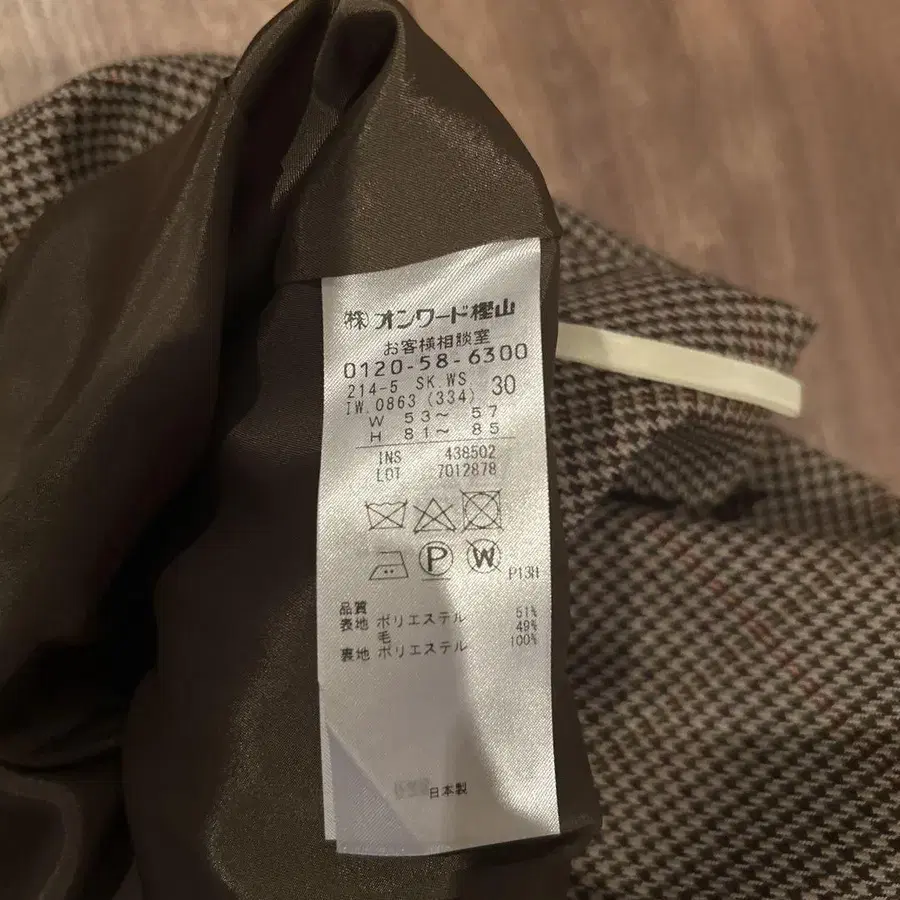 (株)オンワード樫山
お客様相談室
0120-58-6300
214-5 SK.WS 30
IW.0863 (334)
W 53〜 57
H 81〜 85
INS 438502
LOT 7012878
P W P13H
品質
表地 ポリエステル 51%
毛 49%
裏地 ポリエステル 100%
日本製